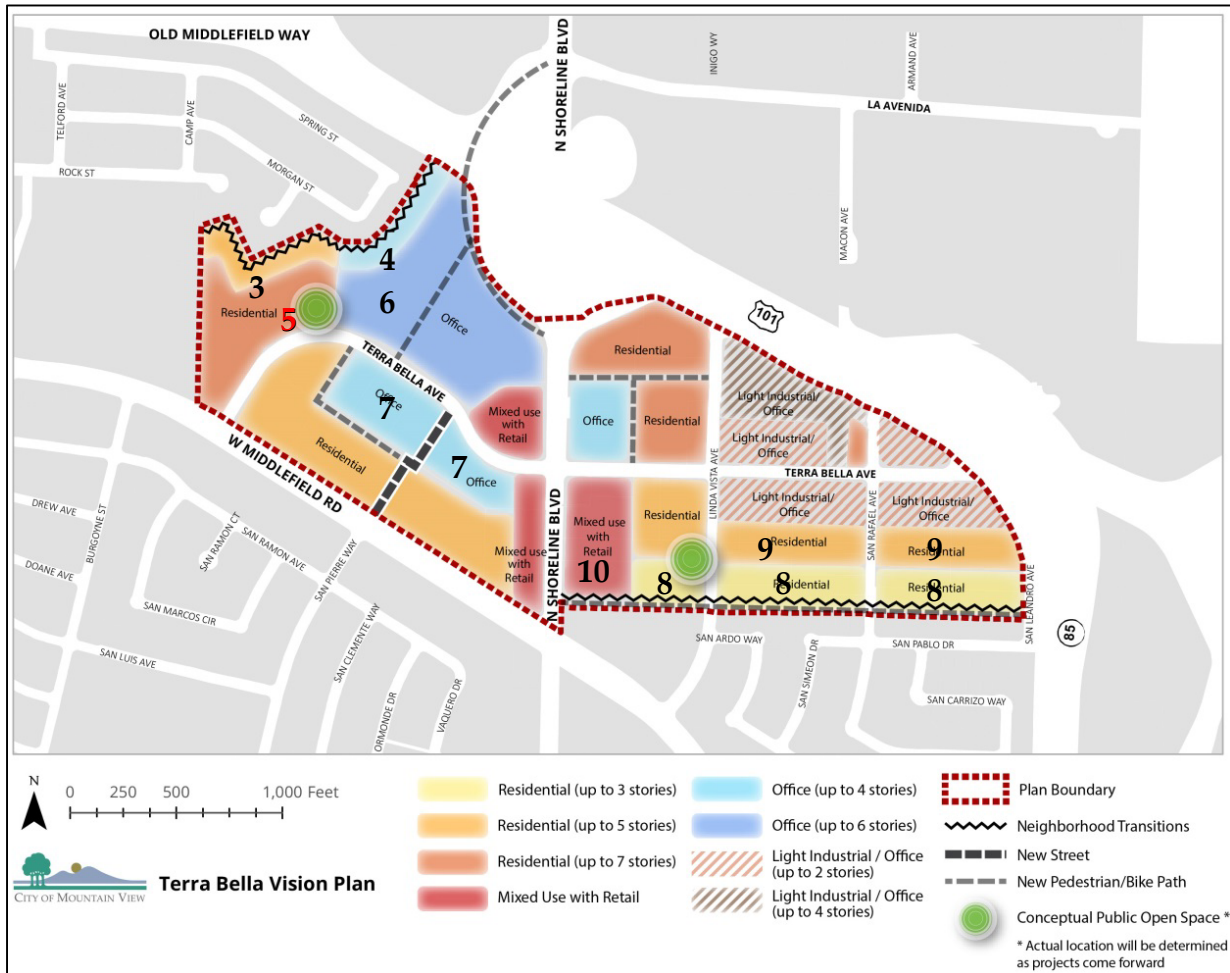 OLD MIDDLEFIELD WAY
N SHORELINE BLVD
INIGO WY
ARMAND AVE
LA AVENIDA
TELFORD AVE
CAMP AVE
SPRING ST
MORGAN ST
ROCK ST
MACON AVE
4
3
6
Residential
5
Office
101
TERRA BELLA AVE
Residential
Office
7
Mixed use
with
Retail
Office
Residential
Light Industrial/
Office
Light Industrial/
Office
Residential
W MIDDLEFIELD RD
7
Office
LINDA VISTA AVE
TERRA BELLA AVE
Light Industrial/
Office
SAN RAFAEL AVE
Light Industrial/
Office
Mixed use
with
Retail
N SHORELINE BLVD
Mixed use
with
Retail
10
Residential
9
Residential
9
Residential
8
8
Residential
8
Residential
SAN LEANDRO AVE
85
DREW AVE
BURGOYNE ST
SAN RAMON CT
SAN RAMON AVE
SAN PIERRE WAY
DOANE AVE
SAN MARCOS CIR
SAN LUIS AVE
SAN CLEMENTE WAY
ORMONDE DR
VAQUERO DR
SAN ARDO WAY
SAN SIMEON DR
SAN PABLO DR
SAN CARRIZO WAY
N
0 250 500 1,000 Feet
CITY OF MOUNTAIN VIEW
Terra Bella Vision Plan
Residential (up to 3 stories)
Residential (up to 5 stories)
Residential (up to 7 stories)
Mixed Use with Retail
Office (up to 4 stories)
Office (up to 6 stories)
Light Industrial / Office
(up to 2 stories)
Light Industrial / Office
(up to 4 stories)
Plan Boundary
Neighborhood Transitions
New Street
New Pedestrian/Bike Path
Conceptual Public Open Space *
* Actual location will be determined
as projects come forward